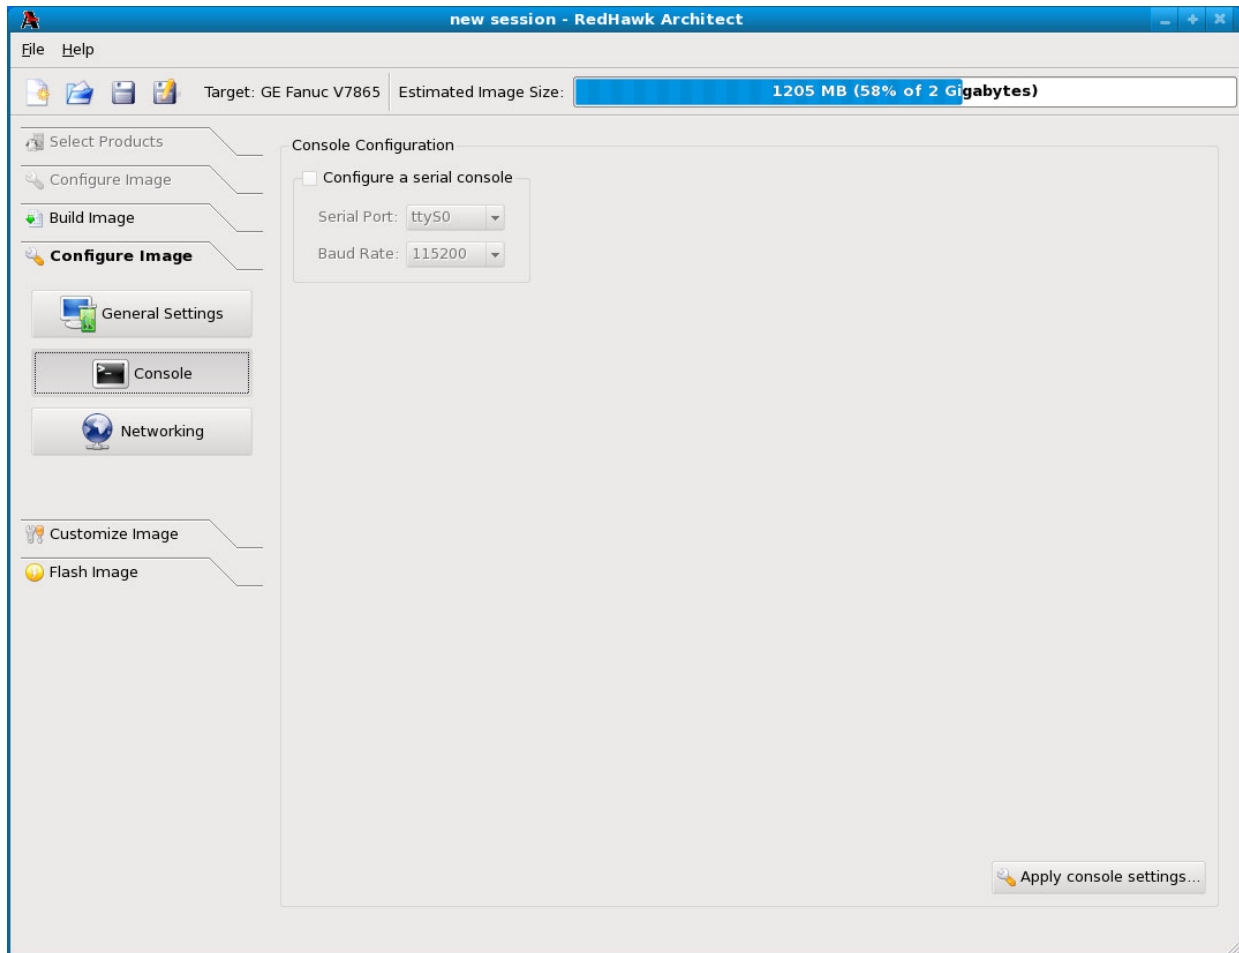 new session - RedHawk Architect
File Help
Target: GE Fanuc V7865 Estimated Image Size: 1205 MB (58% of 2 Gigabytes)
Select Products
Configure Image
Build Image
Configure Image
General Settings
Console
Networking
Customize Image
Flash Image
Console Configuration
Configure a serial console
Serial Port: ttyS0
Baud Rate: 115200
Apply console settings...